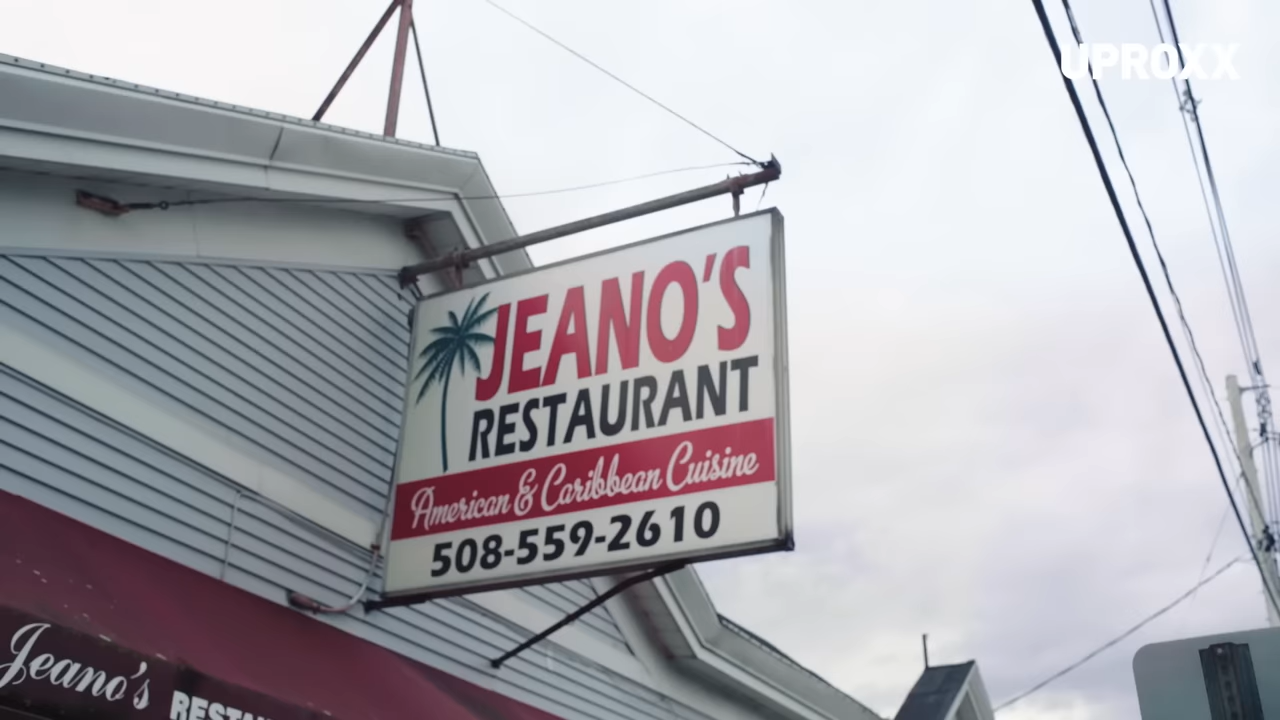 UPROXX
JEANO'S
RESTAURANT
American & Caribbean Cuisine
508-559-2610
Jeano's